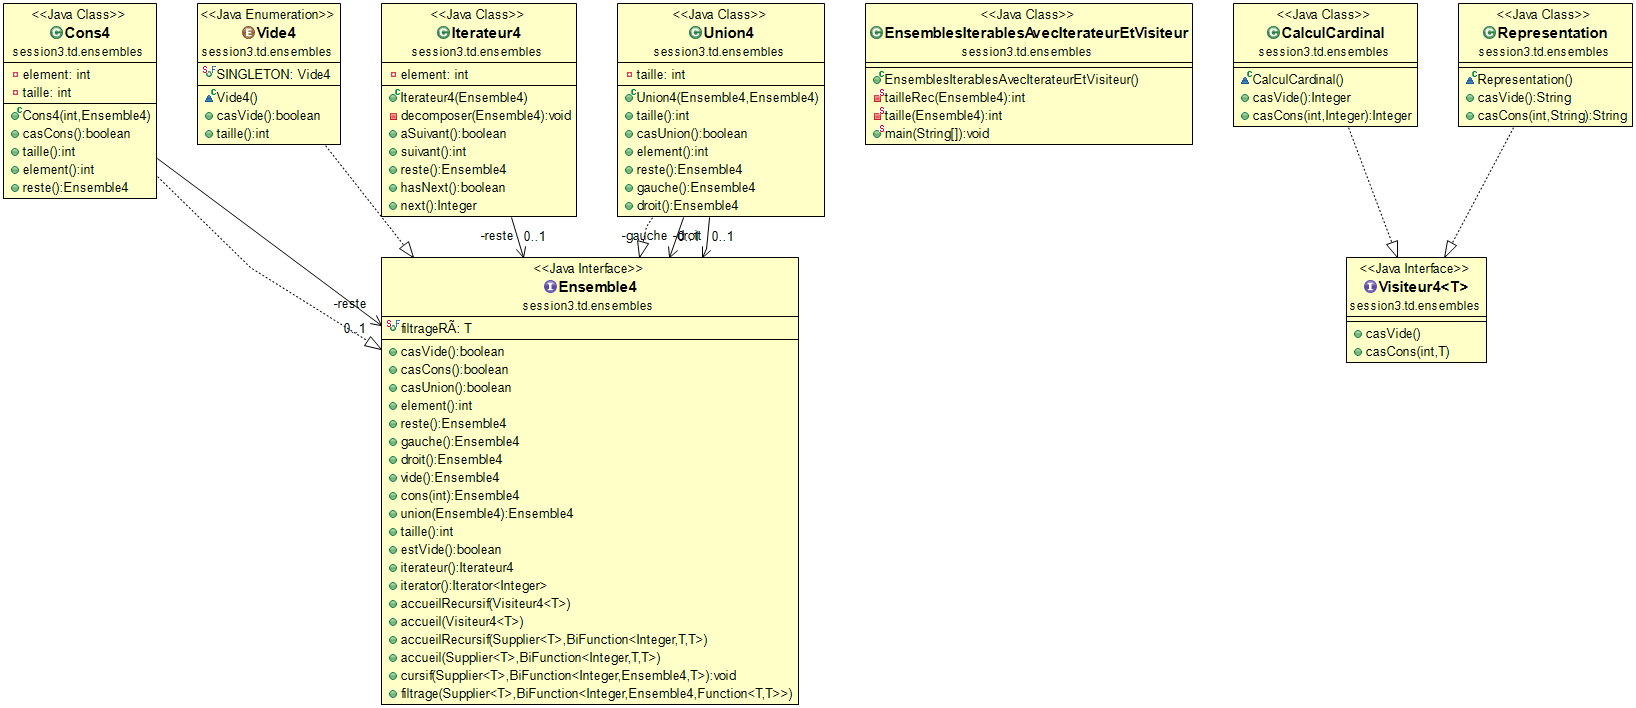 <<Java Class>>
Cons4
session3.td.ensembles
element: int
taille: int
Cons4(int,Ensemble4)
casCons():boolean
taille():int
element():int
reste():Ensemble4
<<Java Enumeration>>
Vide4
session3.td.ensembles
SINGLETON: Vide4
Vide4()
casVide():boolean
taille():int
<<Java Class>>
Iterateur4
session3.td.ensembles
element: int
Iterateur4(Ensemble4)
decomposer(Ensemble4):void
aSuivant():boolean
suivant():int
reste():Ensemble4
hasNext():boolean
next():Integer
<<Java Class>>
Union4
session3.td.ensembles
taille: int
Union4(Ensemble4,Ensemble4)
taille():int
casUnion():boolean
element():int
reste():Ensemble4
gauche():Ensemble4
droit():Ensemble4
<<Java Class>>
EnsemblesIterablesAvecIterateurEtVisiteur
session3.td.ensembles
EnsemblesIterablesAvecIterateurEtVisiteur()
tailleRec(Ensemble4):int
taille(Ensemble4):int
main(String[]):void
<<Java Class>>
CalculCardinal
session3.td.ensembles
CalculCardinal()
casVide():Integer
casCons(int,Integer):Integer
<<Java Class>>
Representation
session3.td.ensembles
Representation()
casVide():String
casCons(int,String):String
-reste 0..1
-gauche 0..1
-droit 0..1
-reste
0..1
<<Java Interface>>
Ensemble4
session3.td.ensembles
filtrageRÃ: T
casVide():boolean
casCons():boolean
casUnion():boolean
element():int
reste():Ensemble4
gauche():Ensemble4
droit():Ensemble4
vide():Ensemble4
cons(int):Ensemble4
union(Ensemble4):Ensemble4
taille():int
estVide():boolean
iterateur():Iterateur4
iterator():Iterator<Integer>
accueilRecursif(Visiteur4<T>)
accueil(Visiteur4<T>)
accueilRecursif(Supplier<T>,BiFunction<Integer,T,T>)
accueil(Supplier<T>,BiFunction<Integer,T,T>)
cursif(Supplier<T>,BiFunction<Integer,Ensemble4,T>):void
filtrage(Supplier<T>,BiFunction<Integer,Ensemble4,Function<T,T>>)
<<Java Interface>>
Visiteur4<T>
session3.td.ensembles
casVide()
casCons(int,T)